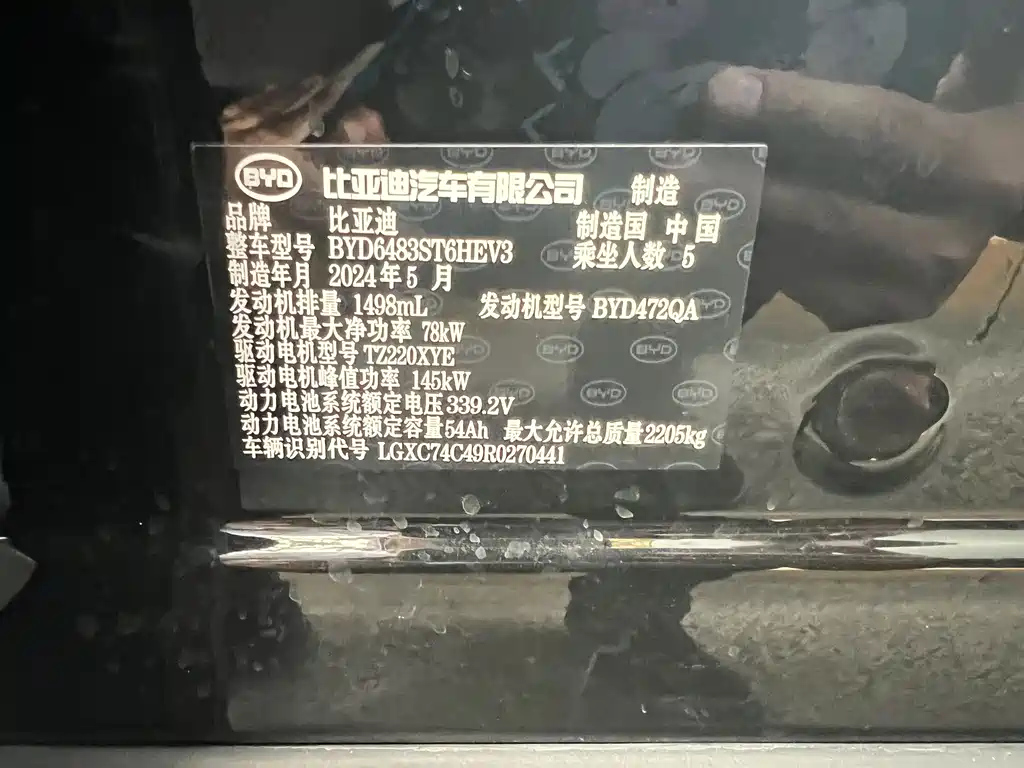 BYD 比亚迪汽车有限公司 制造
品牌 比亚迪 制造国 中国
整车型号 BYD6483ST6HEV3 乘坐人数 5
制造年月 2024年5月
发动机排量 1498mL 发动机型号 BYD472QA
发动机最大净功率 78kW
驱动电机型号 TZ220XYE
驱动电机峰值功率 145kW
动力电池系统额定电压 339.2V
动力电池系统额定容量 54Ah 最大允许总质量 2205kg
车辆识别代号 LGXC74C49R0270441